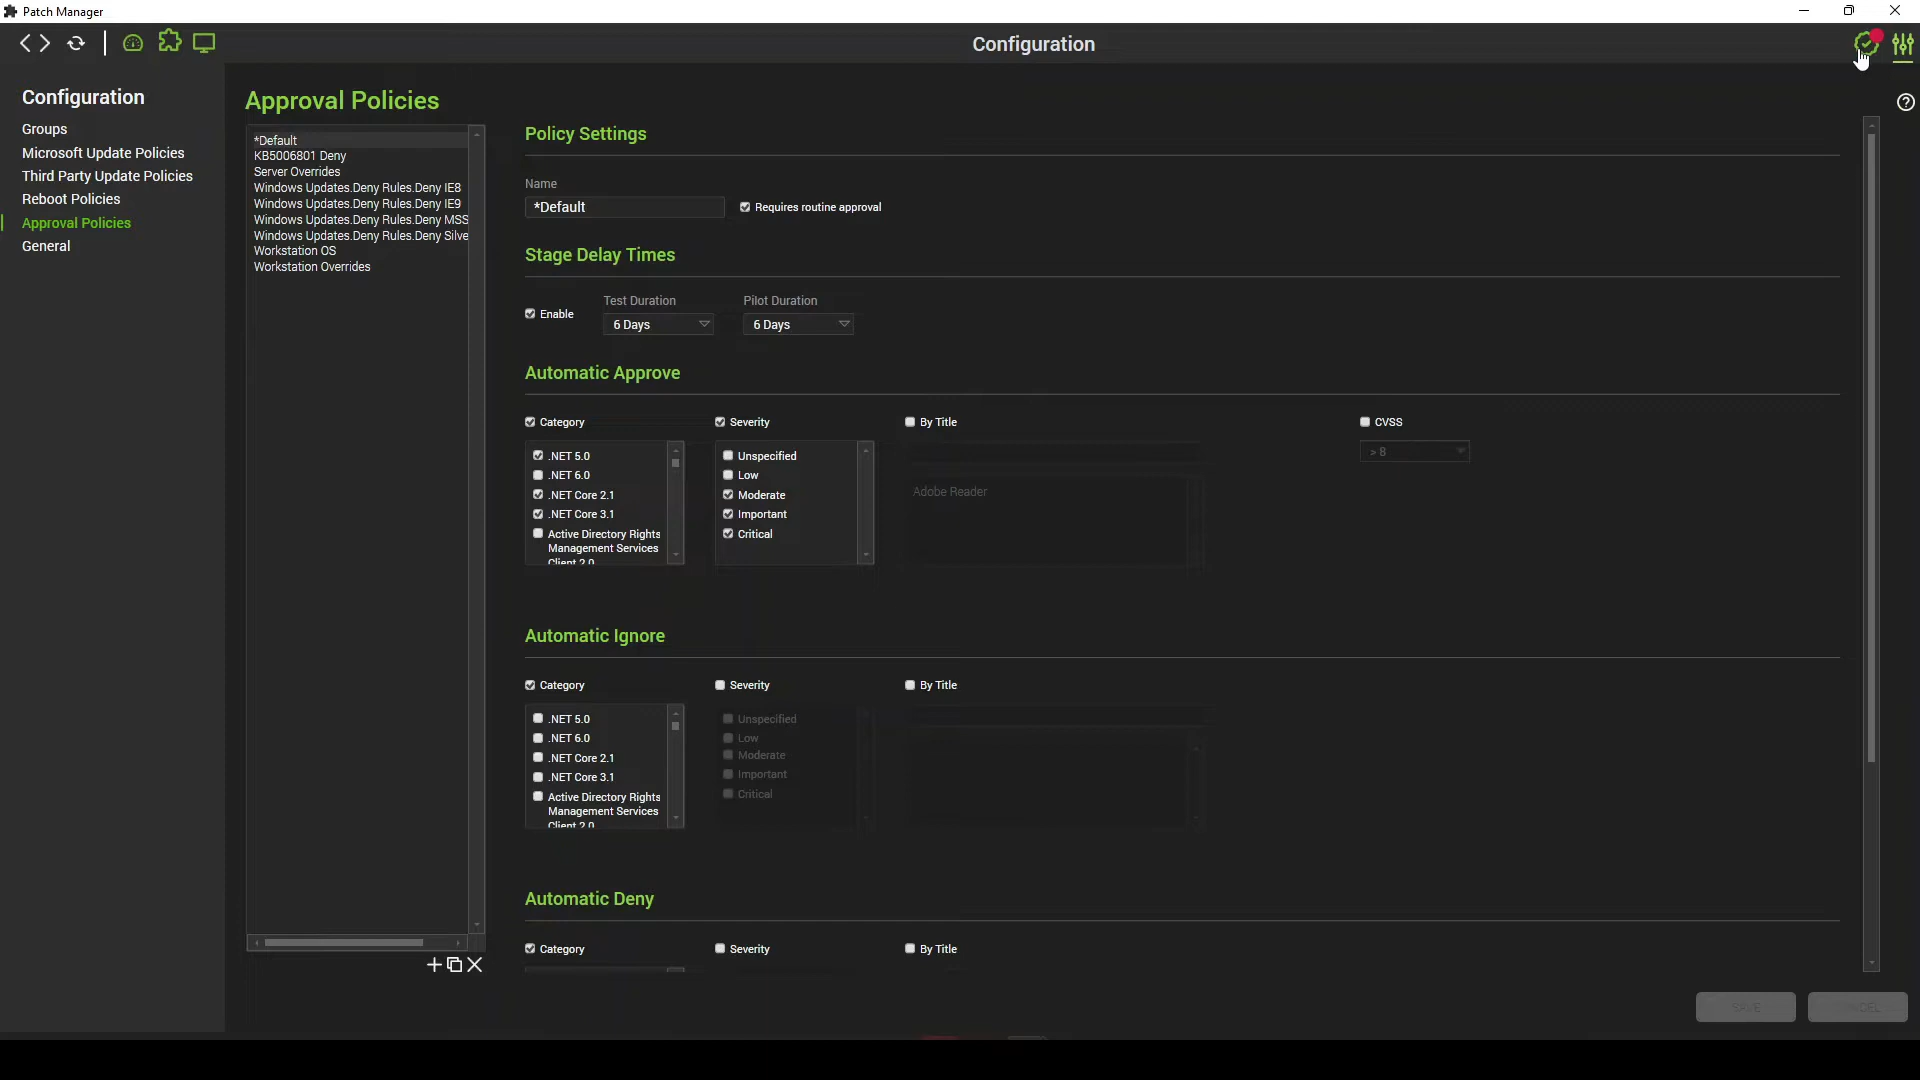 Patch Manager
Configuration
Configuration
Groups
Microsoft Update Policies
Third Party Update Policies
Reboot Policies
Approval Policies
General
Approval Policies
*Default
KB5006801 Deny
Server Overrides
Windows Updates.Deny Rules.Deny IE8
Windows Updates.Deny Rules.Deny IE9
Windows Updates.Deny Rules.Deny MSS
Windows Updates.Deny Rules.Deny Silve
Workstation OS
Workstation Overrides
Policy Settings
Name
*Default
Requires routine approval
Stage Delay Times
Enable
Test Duration
6 Days
Pilot Duration
6 Days
Automatic Approve
Category
.NET 5.0
.NET 6.0
.NET Core 2.1
.NET Core 3.1
Active Directory Rights
Management Services
Client 2.0
Severity
Unspecified
Low
Moderate
Important
Critical
By Title
Adobe Reader
CVSS
> 8
Automatic Ignore
Category
.NET 5.0
.NET 6.0
.NET Core 2.1
.NET Core 3.1
Active Directory Rights
Management Services
Client 2.0
Severity
Unspecified
Low
Moderate
Important
Critical
By Title
Automatic Deny
Category
Severity
By Title